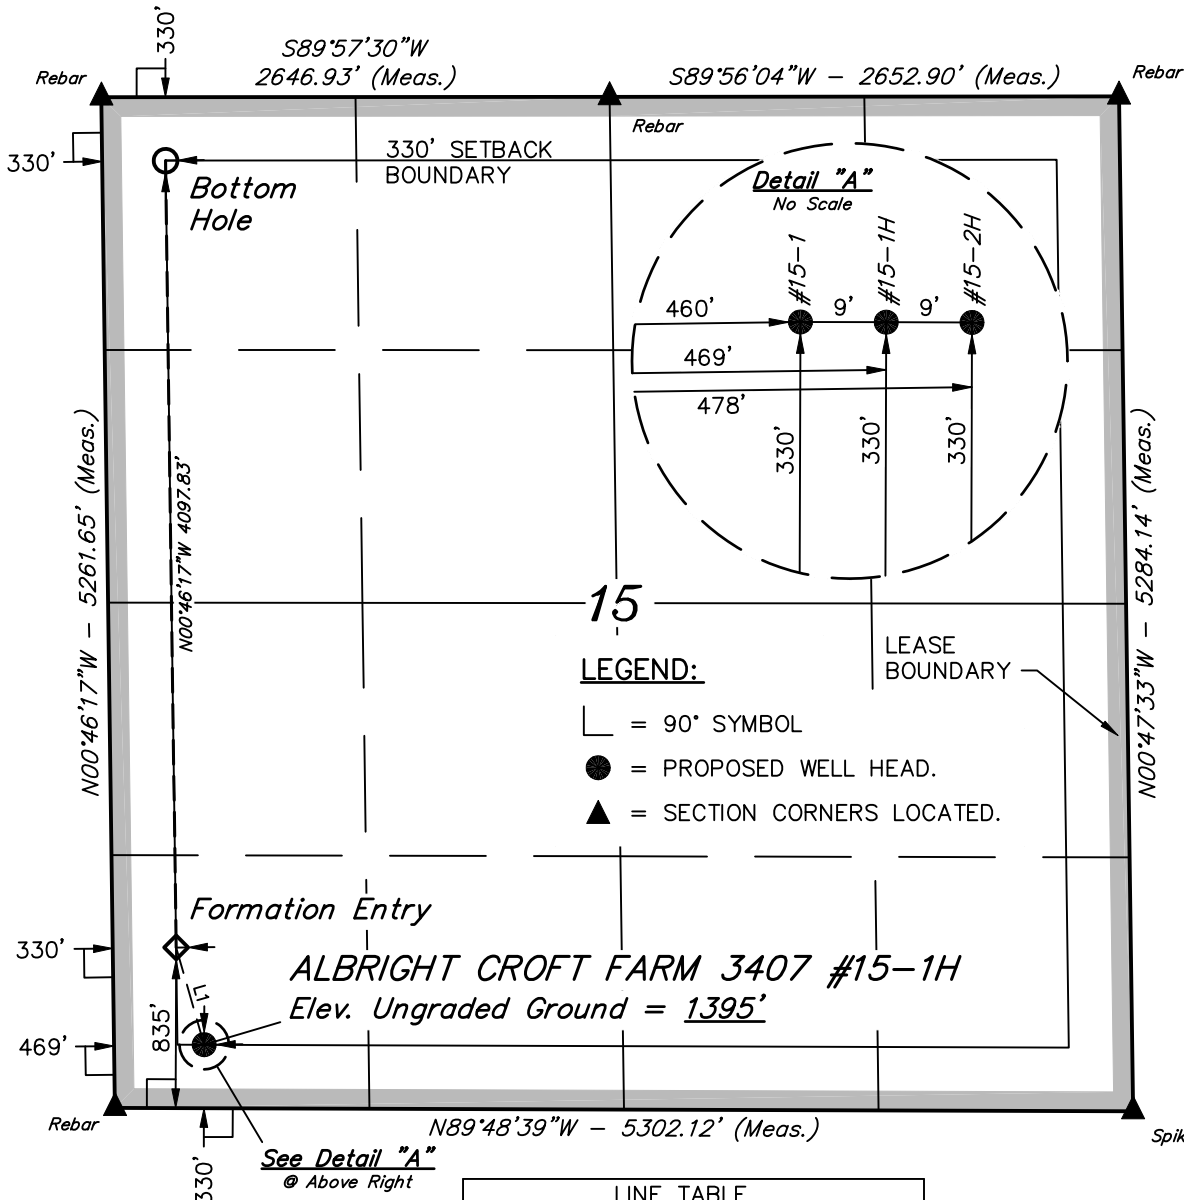 330'
S89°57'30"W
2646.93' (Meas.)
S89°56'04"W – 2652.90' (Meas.)
Rebar
Rebar
Rebar
330'
330' SETBACK
BOUNDARY
Bottom
Hole
Detail "A"
No Scale
#15-1
#15-1H
#15-2H
460'
9'
9'
469'
478'
330'
330'
330'
N00°46'17"W – 5261.65' (Meas.)
N00°46'17"W 4097.83'
N00°47'33"W – 5284.14' (Meas.)
15
LEASE
BOUNDARY
LEGEND:
= 90° SYMBOL
= PROPOSED WELL HEAD.
= SECTION CORNERS LOCATED.
Formation Entry
330'
ALBRIGHT CROFT FARM 3407 #15-1H
Elev. Ungraded Ground = 1395'
L1
835'
469'
Rebar
N89°48'39"W – 5302.12' (Meas.)
Spik
See Detail "A"
@ Above Right
330'
LINE TABLE